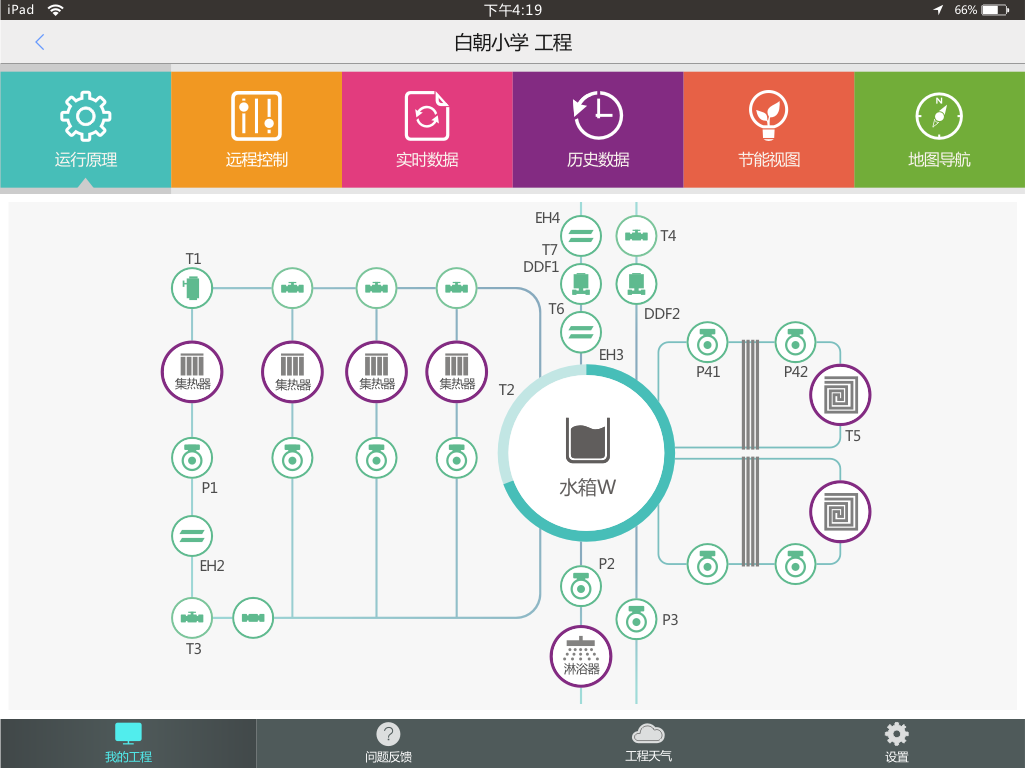 iPad 下午4:19 66%
白朝小学 工程
运行原理 远程控制 实时数据 历史数据 节能视图 地图导航
N
EH4
T7 T4
DDF1
T1
T6 DDF2
EH3
P41 P42
集热器 集热器 集热器 集热器
T2
T5
水箱W
P1
EH2
P2
P3
T3
淋浴器
我的工程 问题反馈 工程天气 设置
?